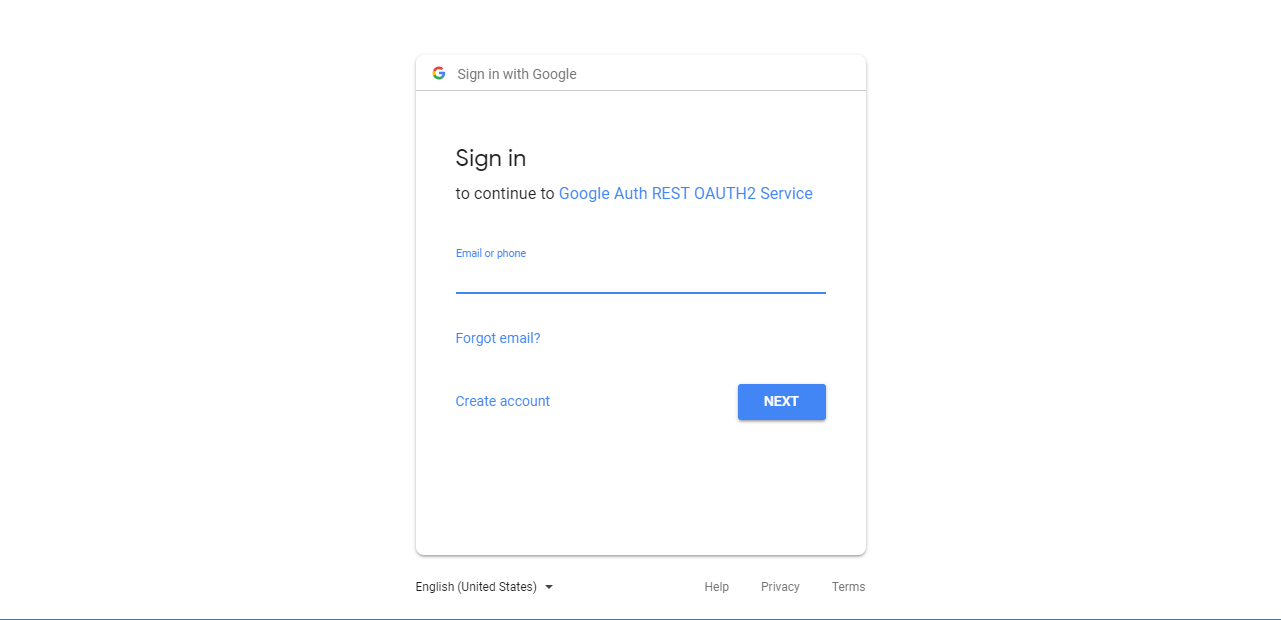 Sign in with Google
Sign in
to continue to Google Auth REST OAUTH2 Service
Email or phone
Forgot email?
Create account
NEXT
English (United States)
Help
Privacy
Terms